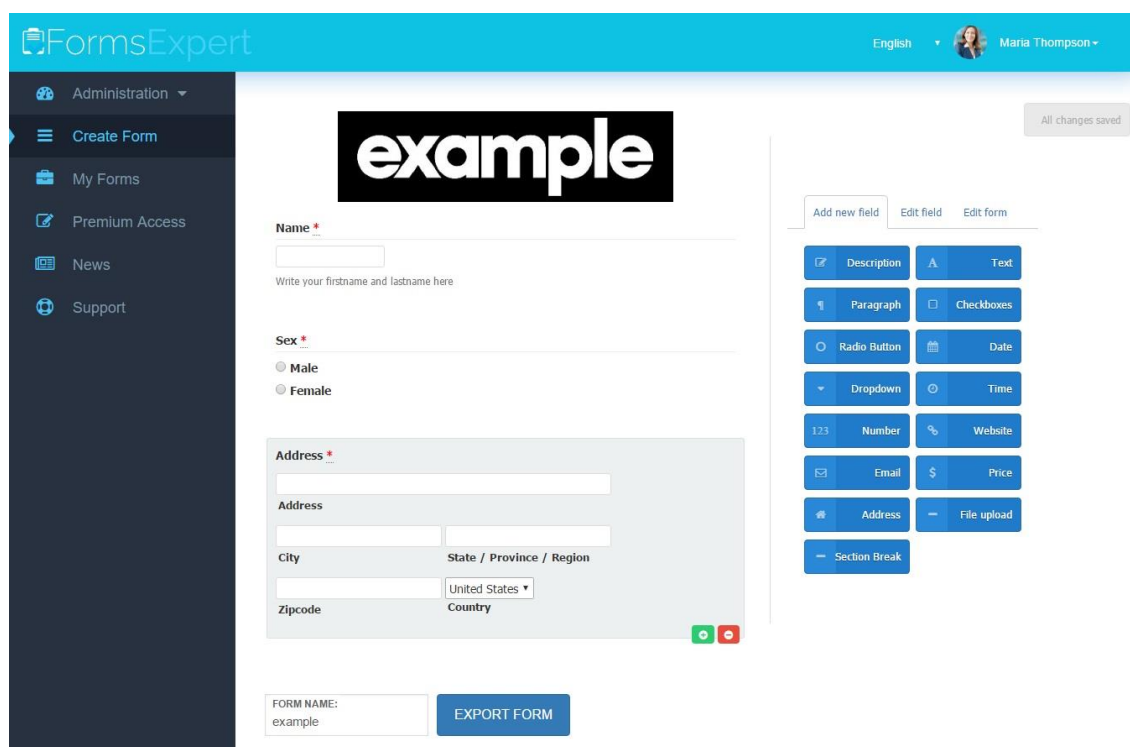 FormsExpert
English
Maria Thompson
Administration
Create Form
My Forms
Premium Access
News
Support
All changes saved
example
Name *
Write your firstname and lastname here
Sex *
Male
Female
Address *
Address
City State / Province / Region
United States
Zipcode Country
FORM NAME:
example
EXPORT FORM
Add new field Edit field Edit form
Description A Text
¶ Paragraph Checkboxes
Radio Button Date
Dropdown Time
123 Number Website
Email $ Price
Address File upload
Section Break